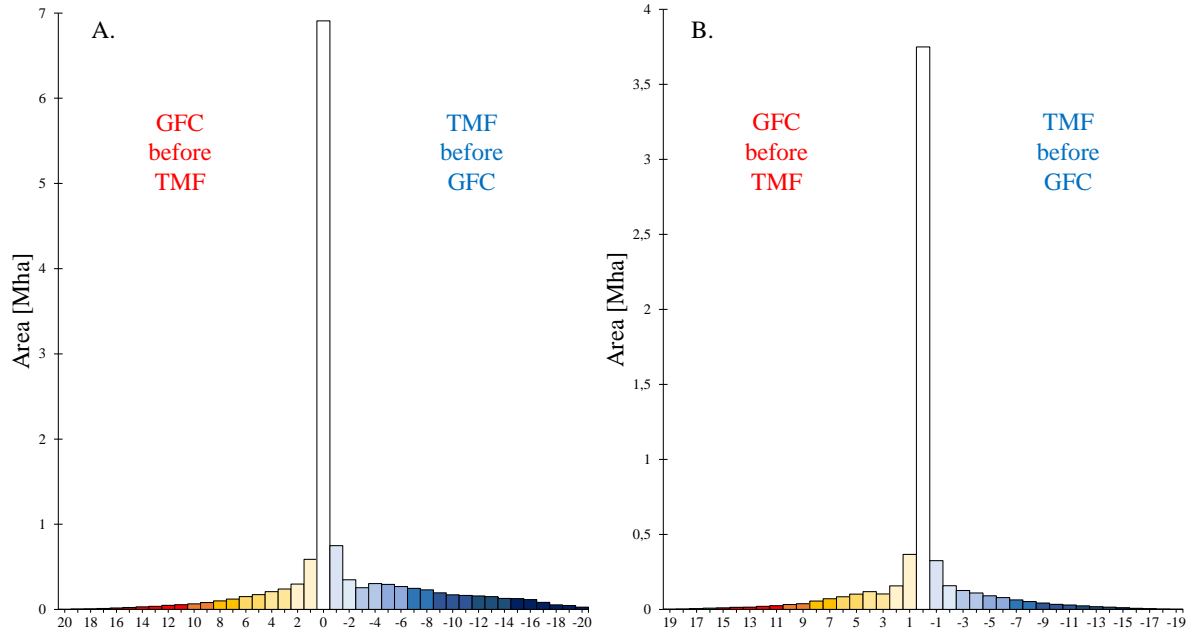 A.
7
6
5
4
3
2
1
0
Area [Mha]
GFC
before
TMF
TMF
before
GFC
20 18 16 14 12 10 8 6 4 2 0 -2 -4 -6 -8 -10 -12 -14 -16 -18 -20
B.
4
3,5
3
2,5
2
1,5
1
0,5
0
Area [Mha]
GFC
before
TMF
TMF
before
GFC
19 17 15 13 11 9 7 5 3 1 -1 -3 -5 -7 -9 -11 -13 -15 -17 -19